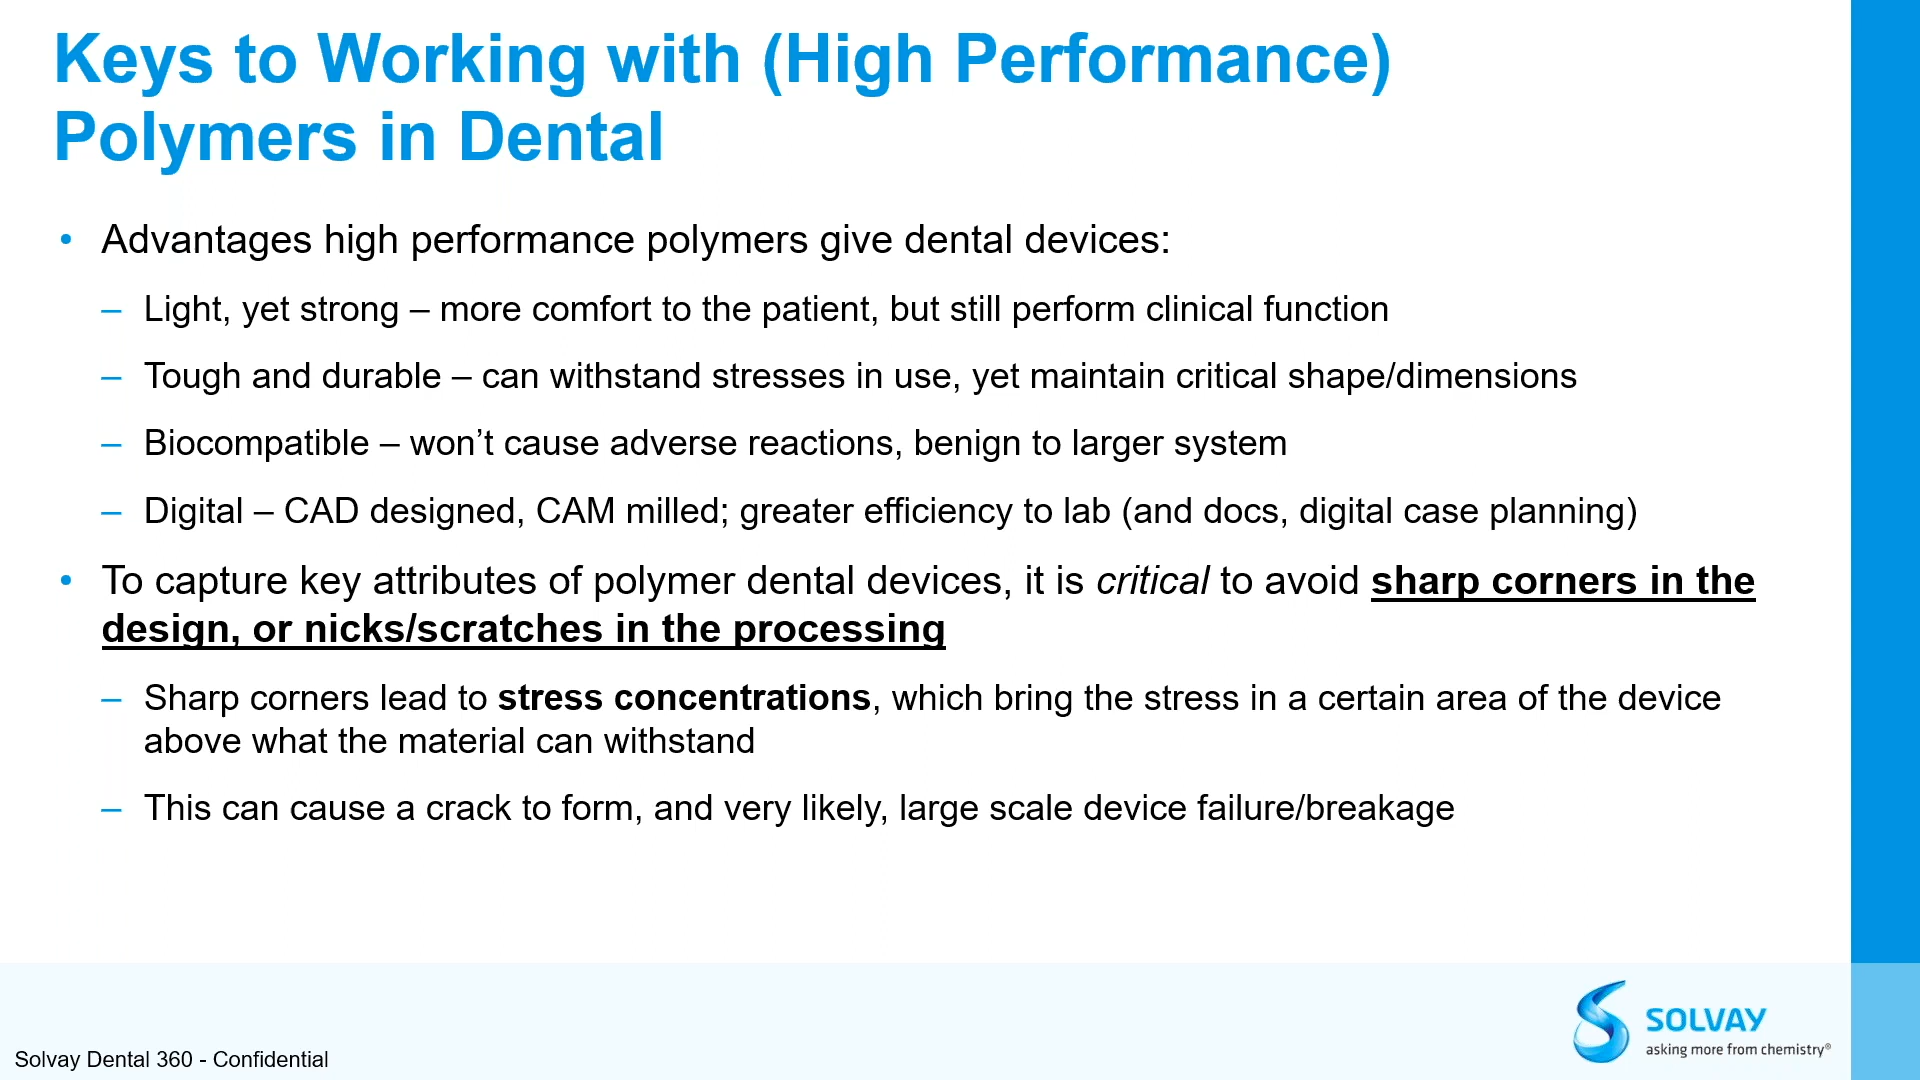 Keys to Working with (High Performance)
Polymers in Dental
• Advantages high performance polymers give dental devices:
– Light, yet strong – more comfort to the patient, but still perform clinical function
– Tough and durable – can withstand stresses in use, yet maintain critical shape/dimensions
– Biocompatible – won’t cause adverse reactions, benign to larger system
– Digital – CAD designed, CAM milled; greater efficiency to lab (and docs, digital case planning)
• To capture key attributes of polymer dental devices, it is critical to avoid sharp corners in the
design, or nicks/scratches in the processing
– Sharp corners lead to stress concentrations, which bring the stress in a certain area of the device
above what the material can withstand
– This can cause a crack to form, and very likely, large scale device failure/breakage
SOLVAY
asking more from chemistry®
Solvay Dental 360 - Confidential